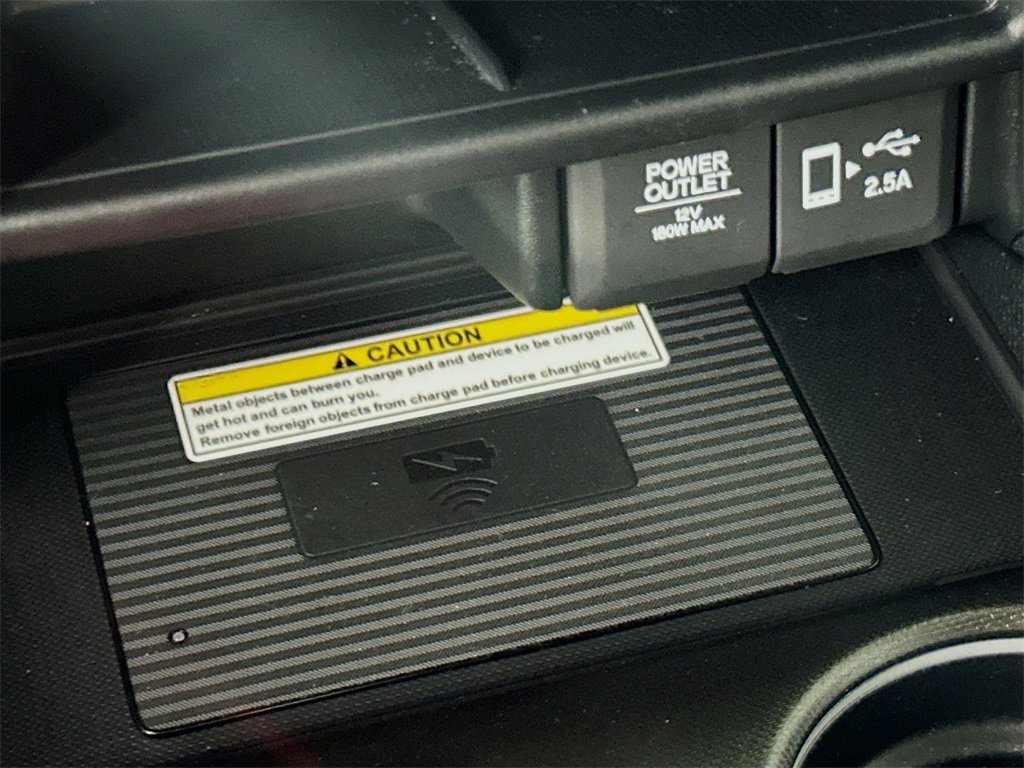 POWER
OUTLET
12V
180W MAX
2.5A
CAUTION
Metal objects between charge pad and device to be charged will
get hot and can burn you.
Remove foreign objects from charge pad before charging device.